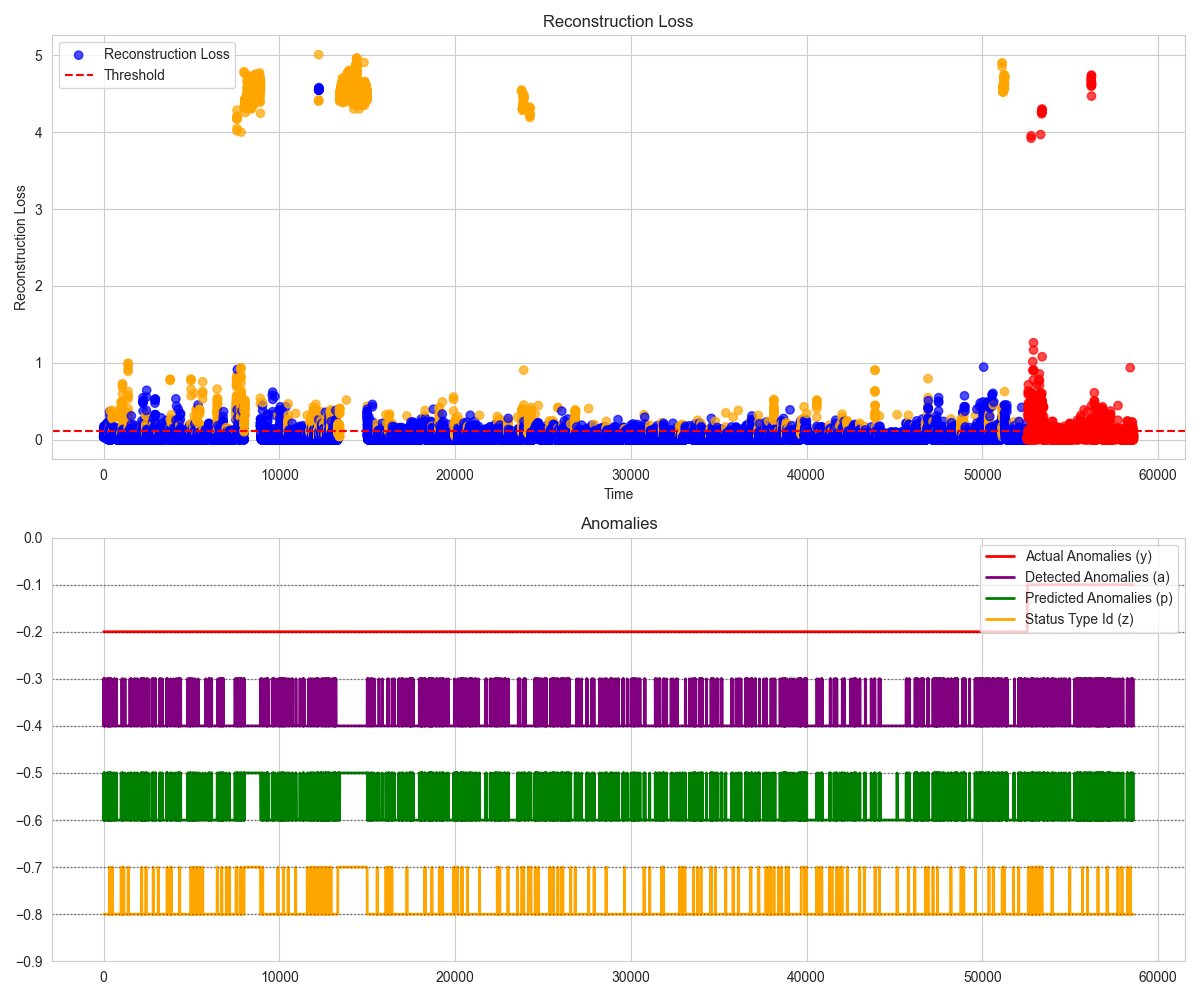 Reconstruction Loss
Reconstruction Loss
Threshold
5
4
3
2
1
0
Reconstruction Loss
0 10000 20000 30000 40000 50000 60000
Time
Anomalies
Actual Anomalies (y)
Detected Anomalies (a)
Predicted Anomalies (p)
Status Type Id (z)
0.0
−0.1
−0.2
−0.3
−0.4
−0.5
−0.6
−0.7
−0.8
−0.9
0 10000 20000 30000 40000 50000 60000